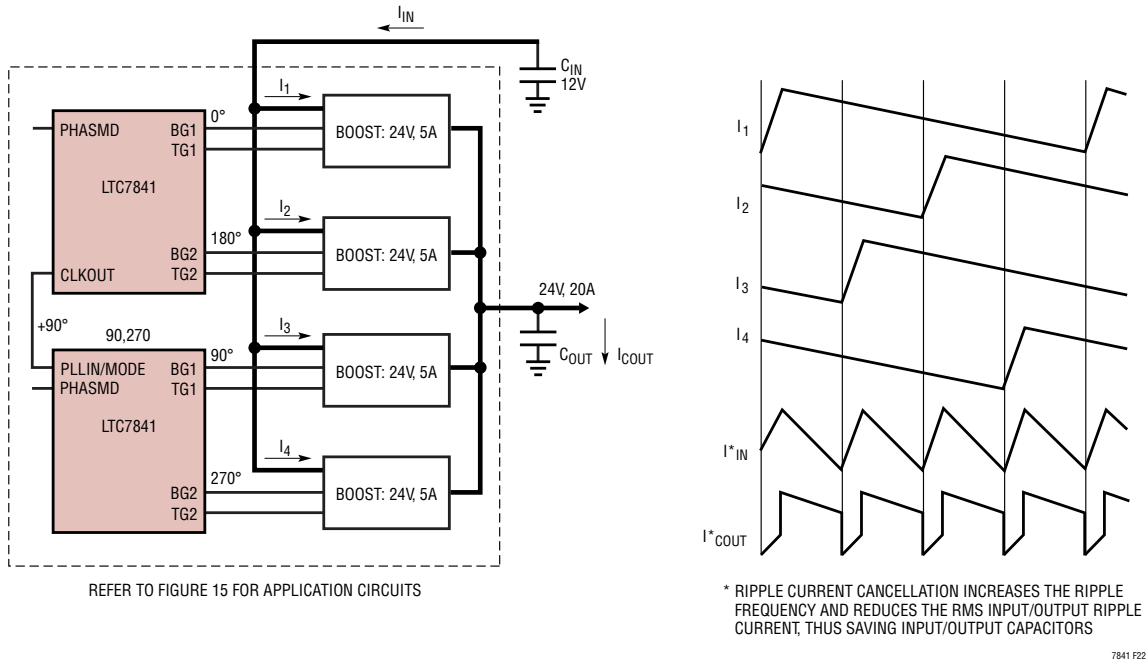 I_IN
C_IN
12V
I1
0°
PHASMD BG1
TG1
BOOST: 24V, 5A
LTC7841
I2
180°
BG2
CLKOUT TG2
BOOST: 24V, 5A
24V, 20A
+90°
90,270
I3
C_OUT
I_COUT
PLLIN/MODE BG1
90°
PHASMD TG1
BOOST: 24V, 5A
LTC7841
I4
270°
BG2
TG2
BOOST: 24V, 5A
REFER TO FIGURE 15 FOR APPLICATION CIRCUITS
I1
I2
I3
I4
I*IN
I*COUT
* RIPPLE CURRENT CANCELLATION INCREASES THE RIPPLE
FREQUENCY AND REDUCES THE RMS INPUT/OUTPUT RIPPLE
CURRENT, THUS SAVING INPUT/OUTPUT CAPACITORS
7841 F22